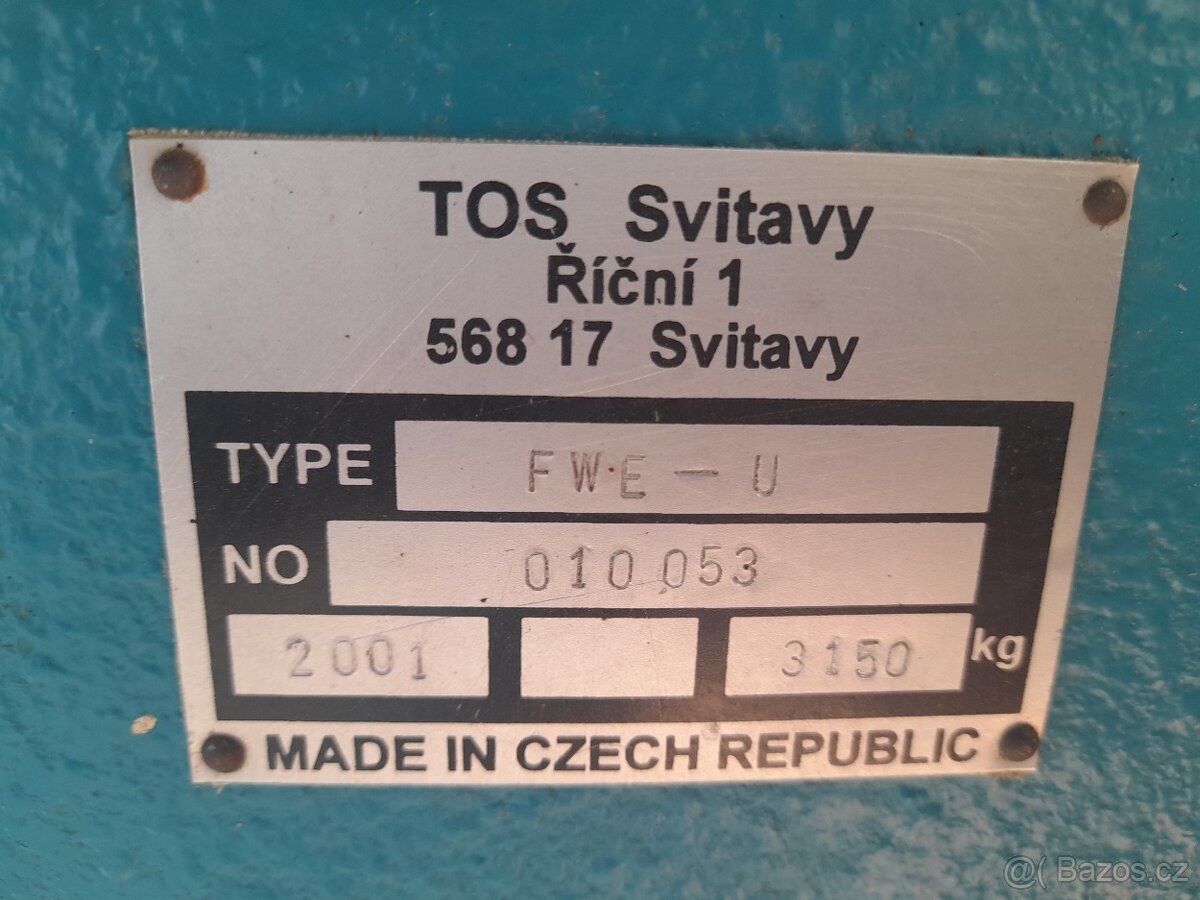 TOS Svitavy
Říční 1
568 17 Svitavy
TYPE FWE - U
NO 010 053
2001 3150 kg
MADE IN CZECH REPUBLIC
@( Bazos.cz